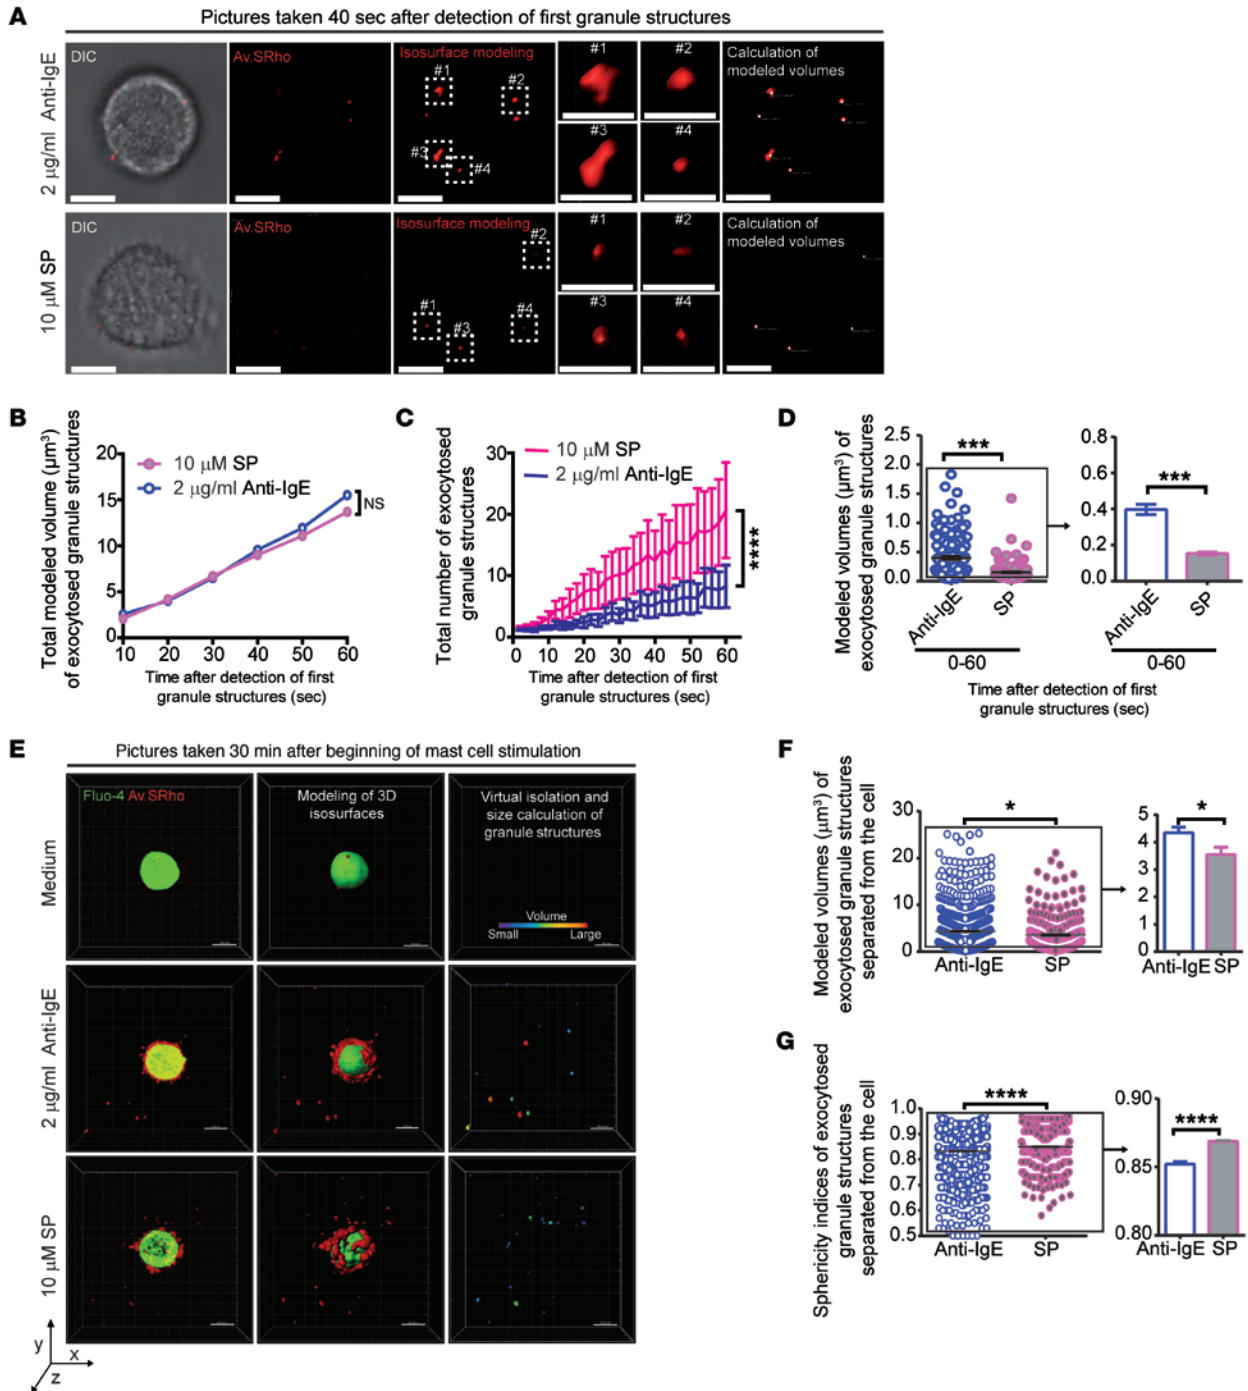 A
Pictures taken 40 sec after detection of first granule structures
2 µg/ml Anti-IgE
DIC
Av.SRho
Isosurface modeling
#1
#2
#3
#4
#1
#2
#3
#4
Calculation of
modeled volumes
10 µM SP
DIC
Av.SRho
Isosurface modeling
#2
#1
#3
#4
#1
#2
#3
#4
Calculation of
modeled volumes
B
Total modeled volume (µm³)
of exocytosed granule structures
20
15
10
5
0
10 µM SP
2 µg/ml Anti-IgE
NS
10 20 30 40 50 60
Time after detection of first
granule structures (sec)
C
Total number of exocytosed
granule structures
30
20
10
0
10 µM SP
2 µg/ml Anti-IgE
****
0 10 20 30 40 50 60
Time after detection of first
granule structures (sec)
D
Modeled volumes (µm³) of
exocytosed granule structures
2.5
2.0
1.5
1.0
0.5
0.0
***
Anti-IgE SP
0-60
0.8
0.6
0.4
0.2
0.0
***
Anti-IgE SP
0-60
Time after detection of first
granule structures (sec)
E
Pictures taken 30 min after beginning of mast cell stimulation
Medium
Fluo-4 Av.SRho
Modeling of 3D
isosurfaces
Virtual isolation and
size calculation of
granule structures
Volume
Small Large
2 µg/ml Anti-IgE
10 µM SP
y
x
z
F
Modeled volumes (µm³) of
exocytosed granule structures
separated from the cell
30
20
10
0
*
Anti-IgE SP
5
4
3
2
1
0
*
Anti-IgE SP
G
Sphericity indices of exocytosed
granule structures
separated from the cell
1.0
0.9
0.8
0.7
0.6
0.5
****
Anti-IgE SP
0.90
0.85
0.80
****
Anti-IgE SP